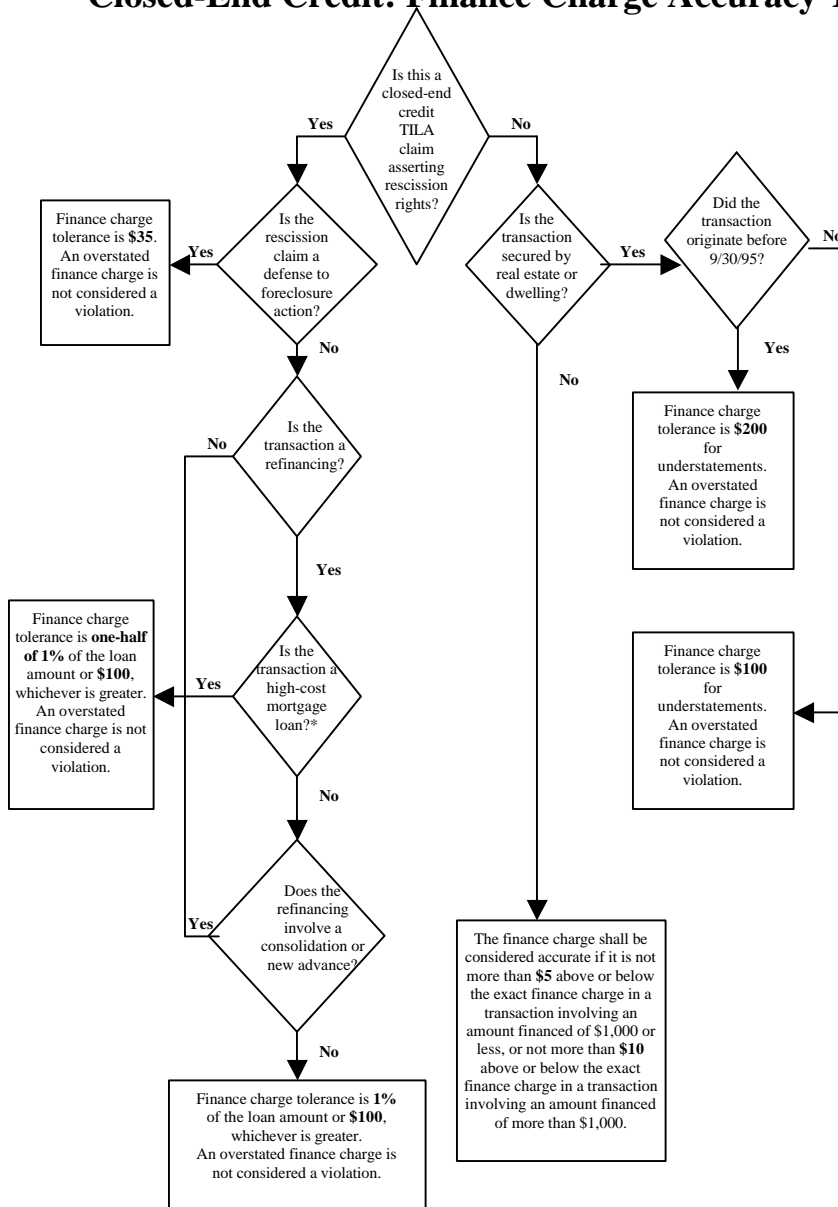 Closed-End Credit: Finance Charge Accuracy
Is this a
closed-end
credit
TILA
claim
asserting
rescission
rights?
Yes
No
Is the
rescission
claim a
defense to
foreclosure
action?
Yes
Finance charge
tolerance is $35.
An overstated
finance charge is
not considered a
violation.
No
Is the
transaction a
refinancing?
No
Yes
Is the
transaction a
high-cost
mortgage
loan?*
Yes
Finance charge
tolerance is one-half
of 1% of the loan
amount or $100,
whichever is greater.
An overstated
finance charge is not
considered a
violation.
No
Does the
refinancing
involve a
consolidation or
new advance?
Yes
No
Finance charge tolerance is 1%
of the loan amount or $100,
whichever is greater.
An overstated finance charge is
not considered a violation.
Is the
transaction
secured by
real estate or
dwelling?
Yes
No
The finance charge shall be
considered accurate if it is not
more than $5 above or below
the exact finance charge in a
transaction involving an
amount financed of $1,000 or
less, or not more than $10
above or below the exact
finance charge in a transaction
involving an amount financed
of more than $1,000.
Did the
transaction
originate before
9/30/95?
No
Yes
Finance charge
tolerance is $200
for
understatements.
An overstated
finance charge is
not considered a
violation.
Finance charge
tolerance is $100
for
understatements.
An overstated
finance charge is
not considered a
violation.